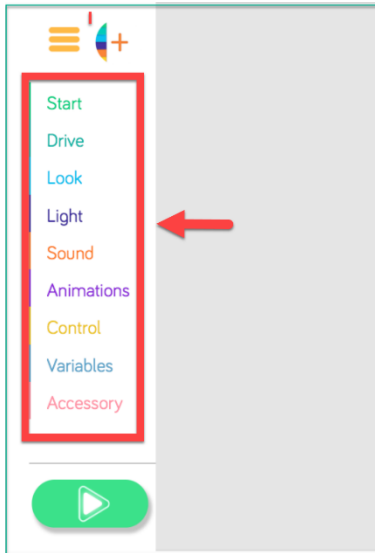 Start
Drive
Look
Light
Sound
Animations
Control
Variables
Accessory